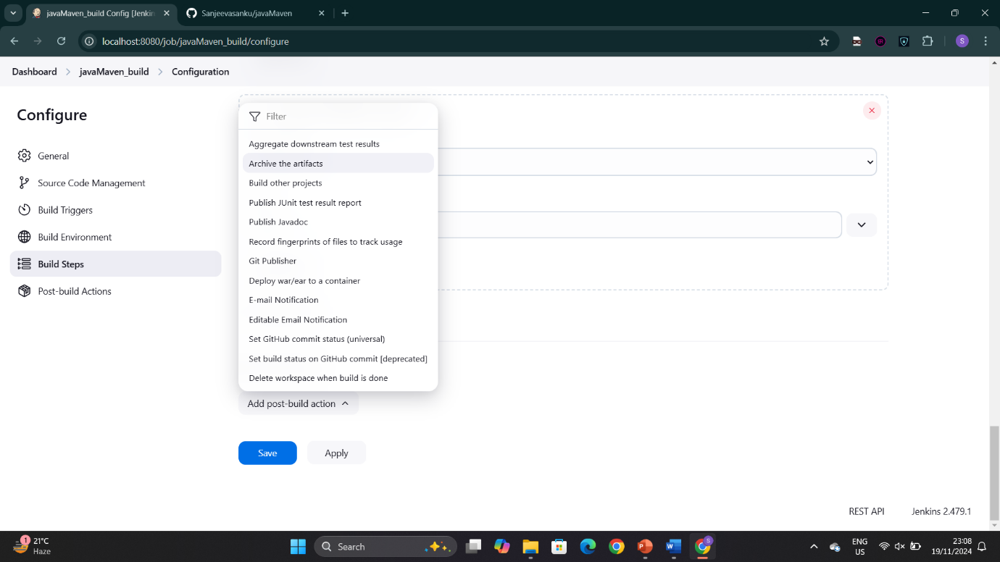 javaMaven_build Config [Jenkin
Sanjeevasanku/javaMaven
localhost:8080/job/javaMaven_build/configure
S
Dashboard
javaMaven_build
Configuration
Configure
General
Source Code Management
Build Triggers
Build Environment
Build Steps
Post-build Actions
Filter
Aggregate downstream test results
Archive the artifacts
Build other projects
Publish JUnit test result report
Publish Javadoc
Record fingerprints of files to track usage
Git Publisher
Deploy war/ear to a container
E-mail Notification
Editable Email Notification
Set GitHub commit status (universal)
Set build status on GitHub commit [deprecated]
Delete workspace when build is done
Add post-build action
Save
Apply
REST API
Jenkins 2.479.1
1
21°C
Haze
Search
P
W
S
ENG
US
23:08
19/11/2024